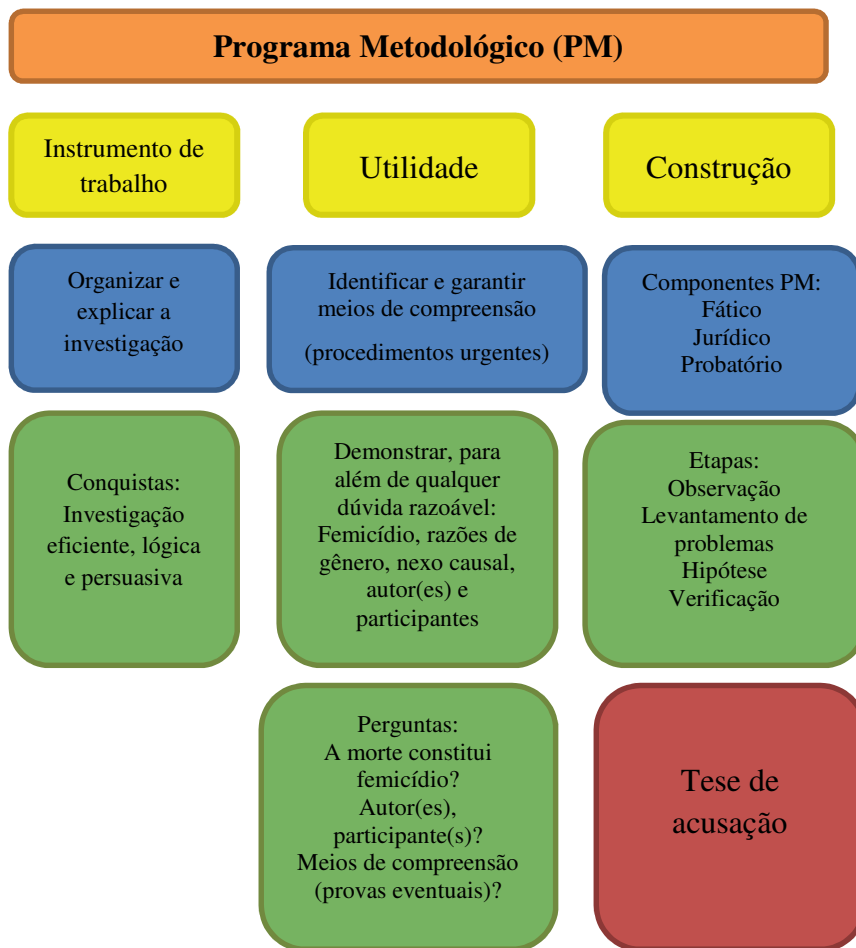 Programa Metodológico (PM)
Instrumento de
trabalho
Utilidade
Construção
Organizar e
explicar a
investigação
Identificar e garantir
meios de compreensão
(procedimentos urgentes)
Componentes PM:
Fático
Jurídico
Probatório
Conquistas:
Investigação
eficiente, lógica
e persuasiva
Demonstrar, para
além de qualquer
dúvida razoável:
Femicídio, razões de
gênero, nexo causal,
autor(es) e
participantes
Etapas:
Observação
Levantamento de
problemas
Hipótese
Verificação
Perguntas:
A morte constitui
femicídio?
Autor(es),
participante(s)?
Meios de compreensão
(provas eventuais)?
Tese de
acusação